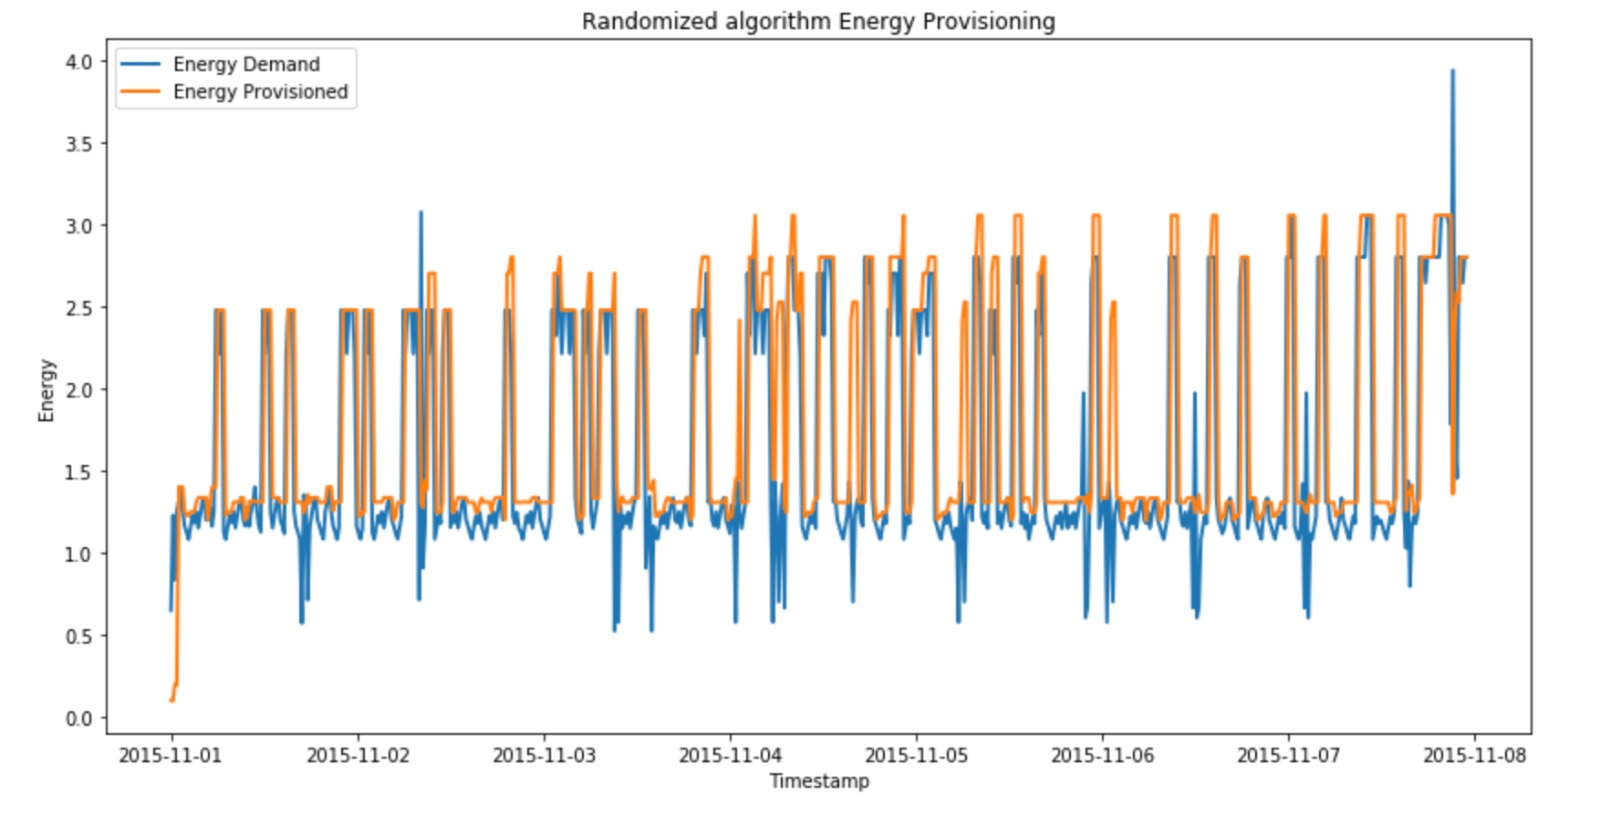 Randomized algorithm Energy Provisioning
Energy Demand
Energy Provisioned
4.0
3.5
3.0
2.5
2.0
1.5
1.0
0.5
0.0
Energy
2015-11-01 2015-11-02 2015-11-03 2015-11-04 2015-11-05 2015-11-06 2015-11-07 2015-11-08
Timestamp